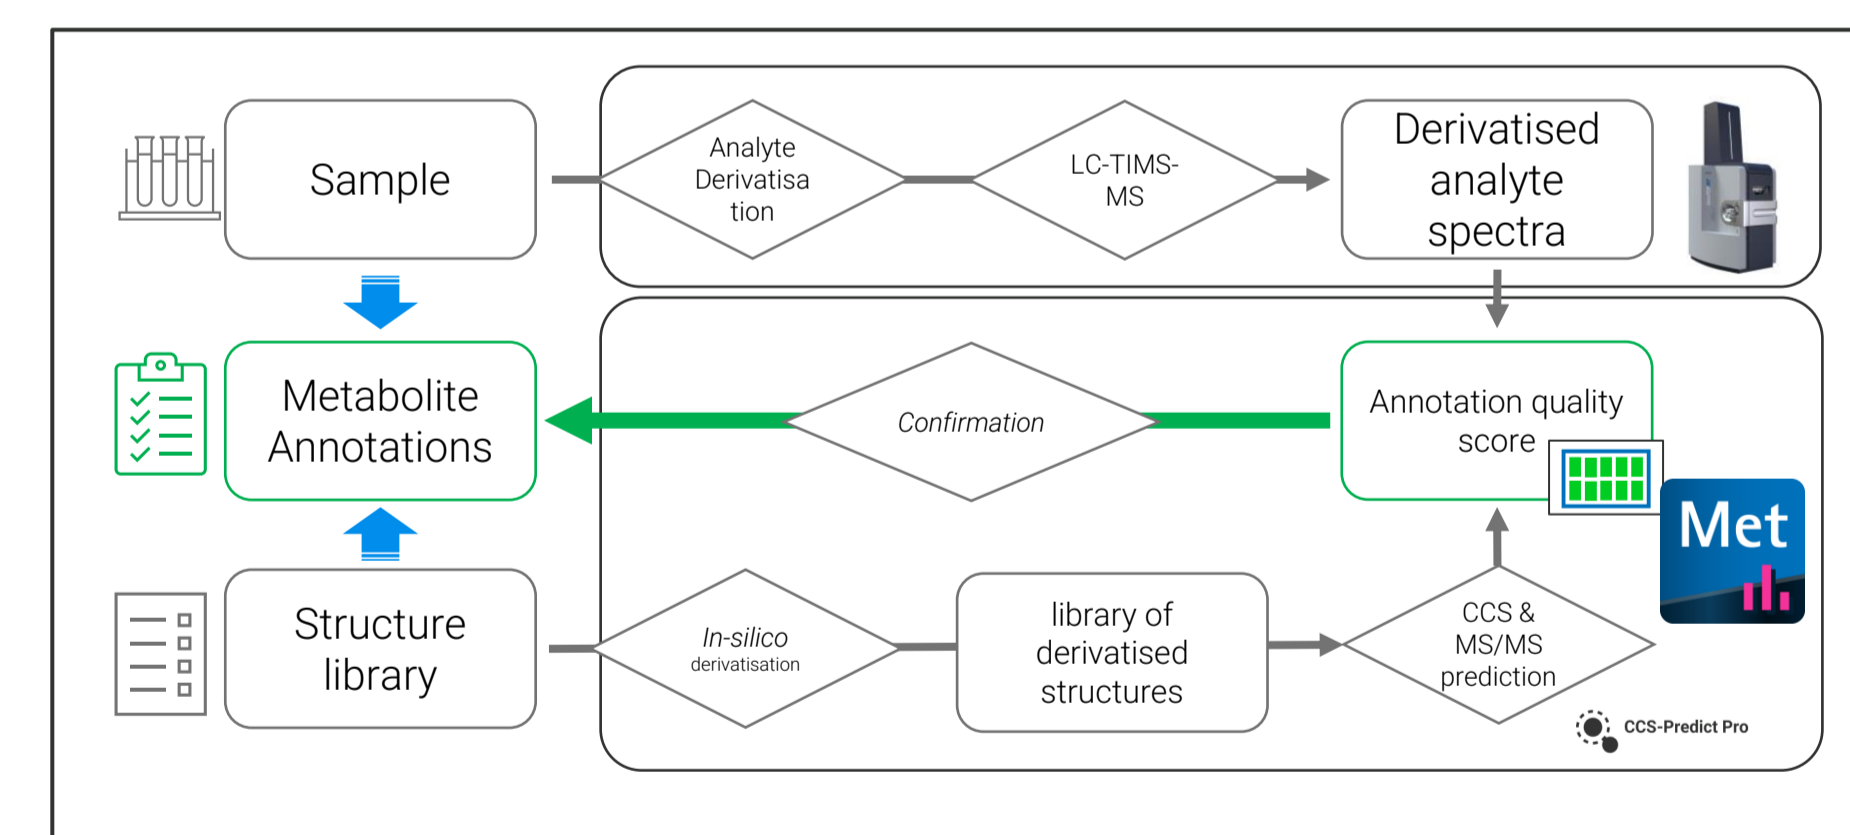 Sample
Analyte
Derivatisa
tion
LC-TIMS-
MS
Derivatised
analyte
spectra
Metabolite
Annotations
Confirmation
Annotation quality
score
Met
Structure
library
In-silico
derivatisation
library of
derivatised
structures
CCS &
MS/MS
prediction
CCS-Predict Pro